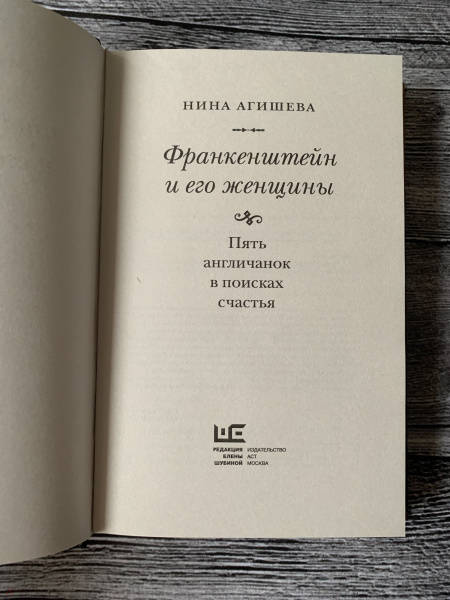 НИНА АГИШЕВА
Франкенштейн
и его женщины
Пять
англичанок
в поисках
счастья
РЕДАКЦИЯ ИЗДАТЕЛЬСТВО
ЕЛЕНЫ АСТ
ШУБИНОЙ МОСКВА